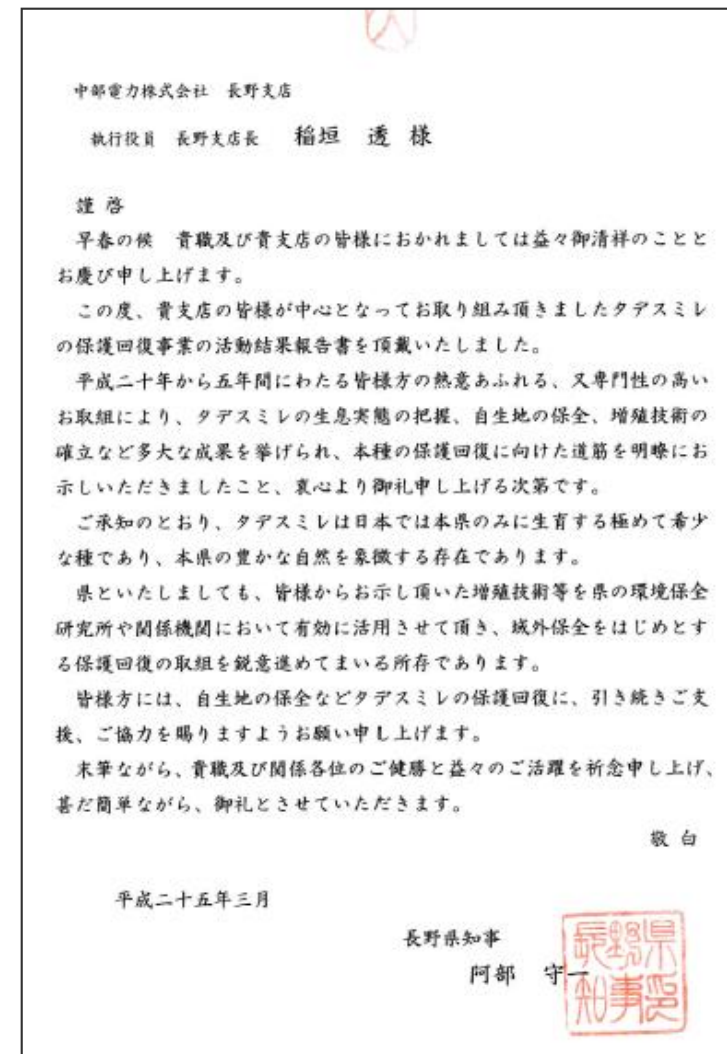 中部電力株式会社　長野支店
執行役員　長野支店長　稲垣　透　様
謹 啓
　早春の候　貴職及び貴支店の皆様におかれましては益々御清祥のことと
お慶び申し上げます。
　この度、貴支店の皆様が中心となってお取り組み頂きましたタデスミレ
の保護回復事業の活動結果報告書を頂戴いたしました。
　平成二十年から五年間にわたる皆様方の熱意あふれる、又専門性の高い
お取組により、タデスミレの生息実態の把握、自生地の保全、増殖技術の
確立など多大な成果を挙げられ、本種の保護回復に向けた道筋を明瞭にお
示しいただきましたこと、衷心より御礼申し上げる次第です。
　ご承知のとおり、タデスミレは日本では本県のみに生育する極めて希少
な種であり、本県の豊かな自然を象徴する存在であります。
　県といたしましても、皆様からお示し頂いた増殖技術等を県の環境保全
研究所や関係機関において有効に活用させて頂き、域外保全をはじめとす
る保護回復の取組を鋭意進めてまいる所存であります。
　皆様方には、自生地の保全などタデスミレの保護回復に、引き続きご支
援、ご協力を賜りますようお願い申し上げます。
　末筆ながら、貴職及び関係各位のご健勝と益々のご活躍を祈念申し上げ、
甚だ簡単ながら、御礼とさせていただきます。
敬 白
平成二十五年三月
長野県知事
阿部　守一
長野県
知事印